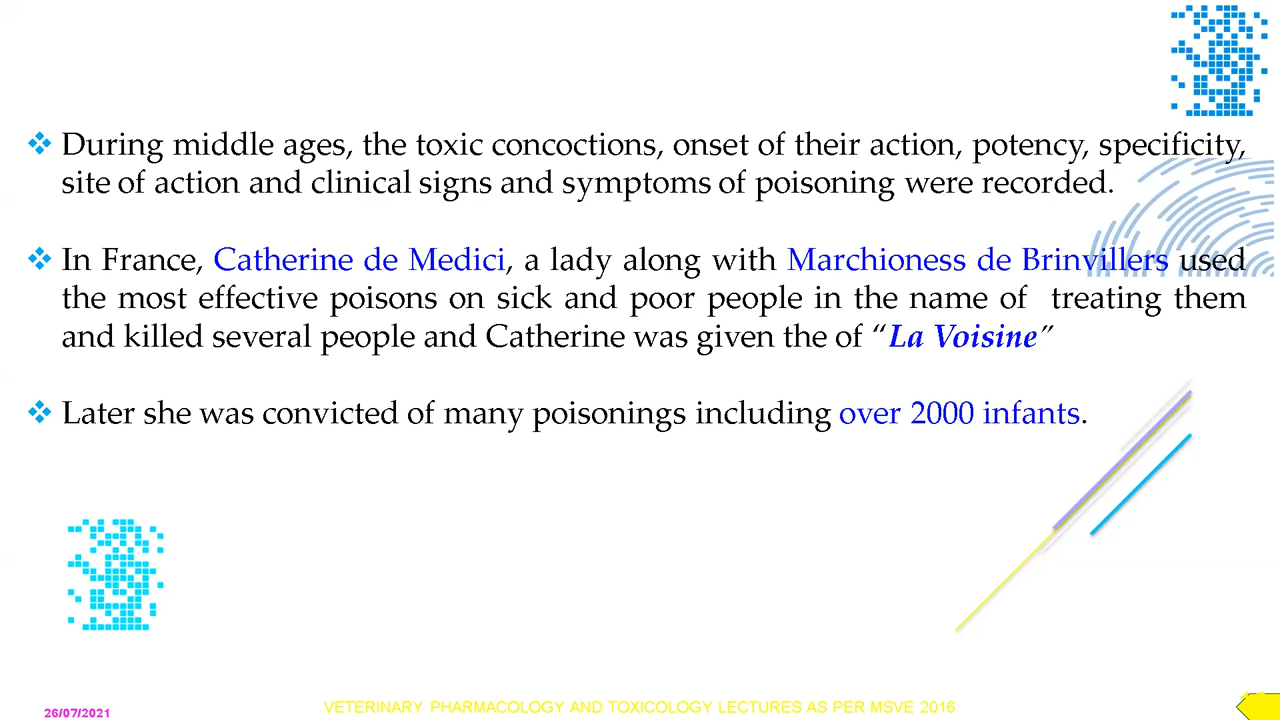 ❖ During middle ages, the toxic concoctions, onset of their action, potency, specificity,
site of action and clinical signs and symptoms of poisoning were recorded.
❖ In France, Catherine de Medici, a lady along with Marchioness de Brinvillers used
the most effective poisons on sick and poor people in the name of treating them
and killed several people and Catherine was given the of “La Voisine”
❖ Later she was convicted of many poisonings including over 2000 infants.
26/07/2021
VETERINARY PHARMACOLOGY AND TOXICOLOGY LECTURES AS PER MSVE 2016